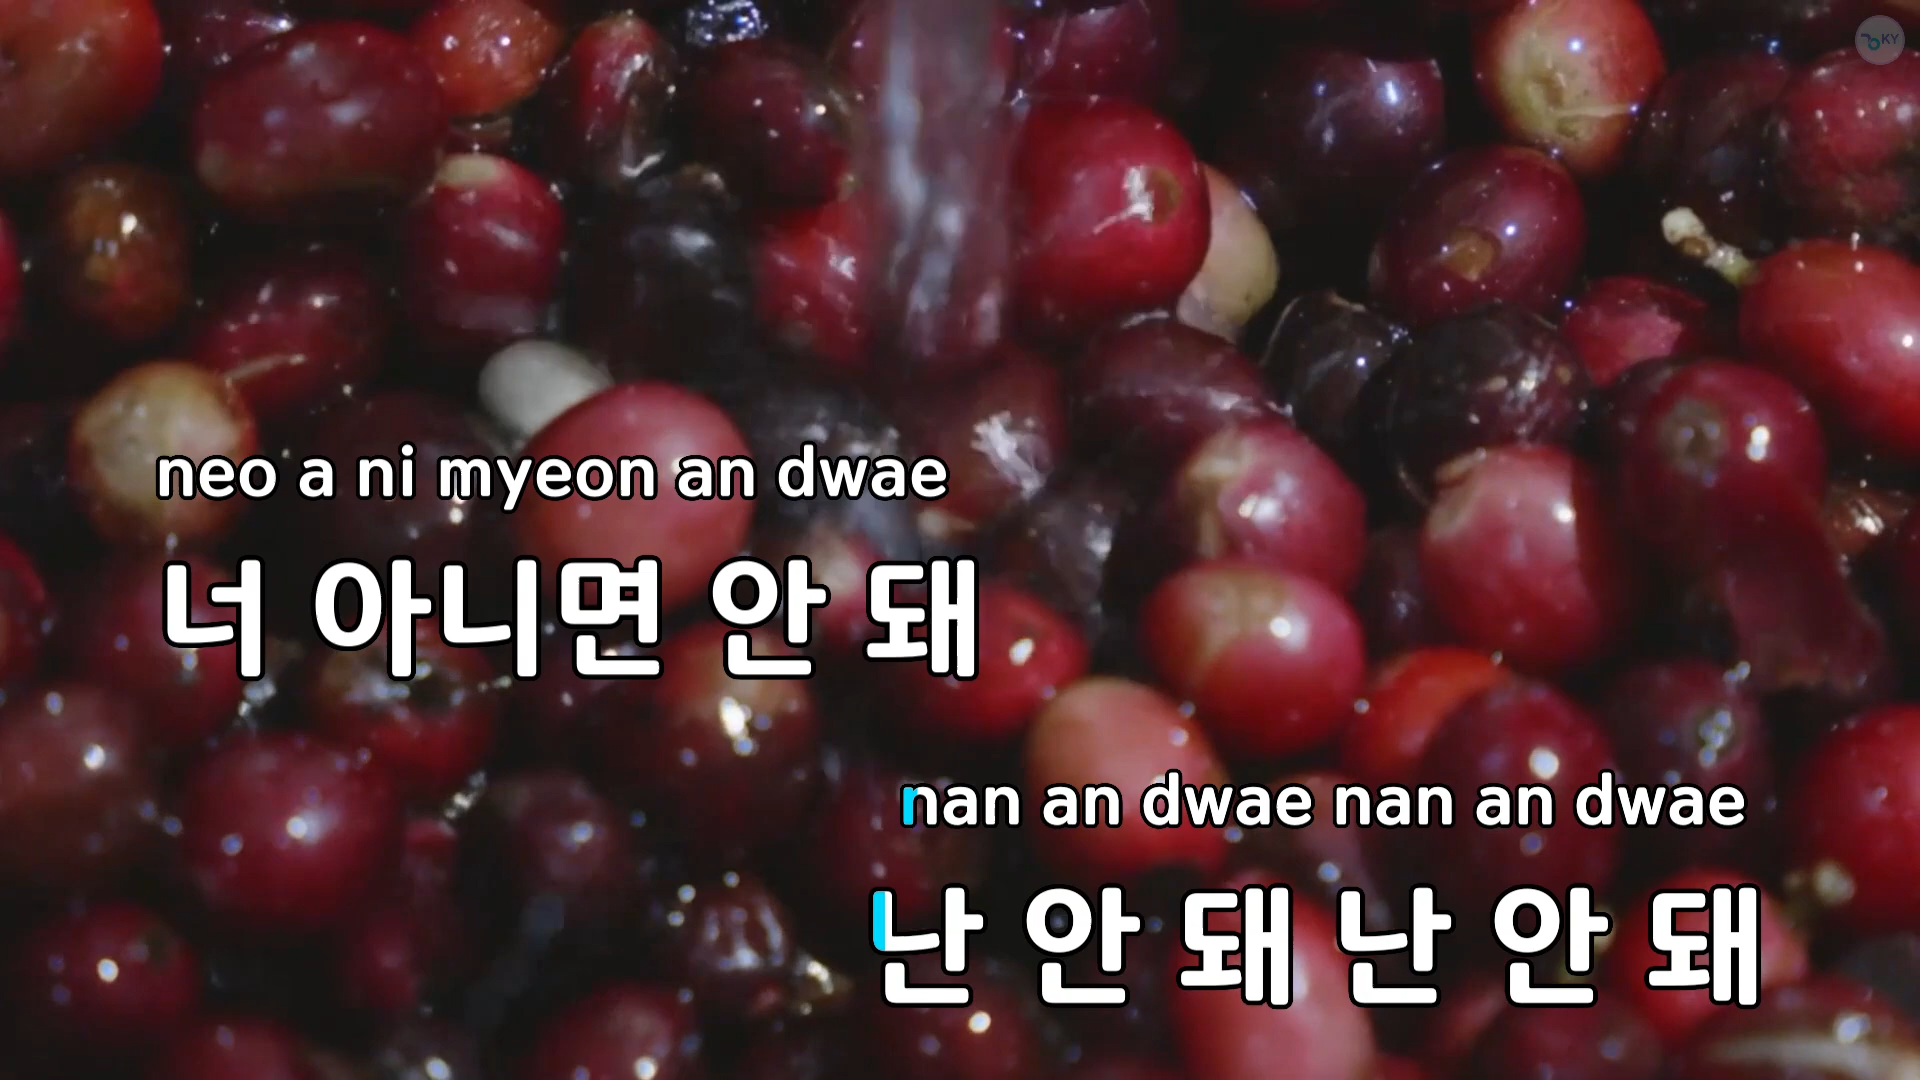 KY
neo a ni myeon an dwae
너 아니면 안 돼
nan an dwae nan an dwae
난 안 돼 난 안 돼